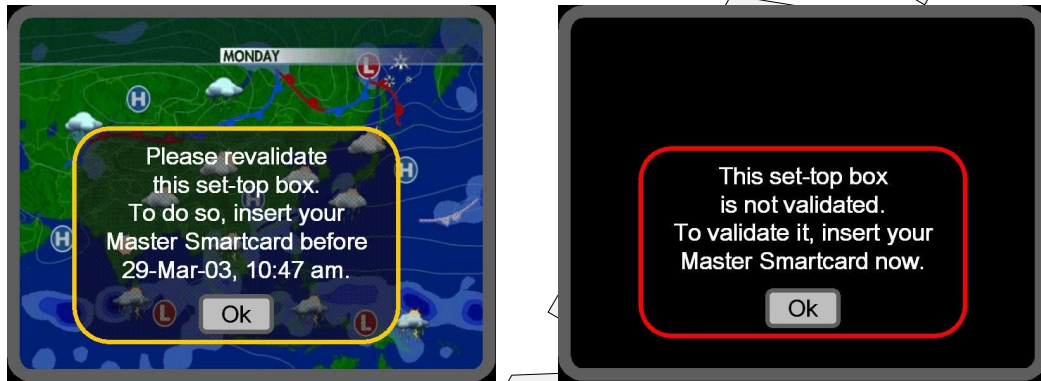 MONDAY
L
H
H
H
Please revalidate
this set-top box.
To do so, insert your
Master Smartcard before
29-Mar-03, 10:47 am.
L
L
Ok
This set-top box
is not validated.
To validate it, insert your
Master Smartcard now.
Ok